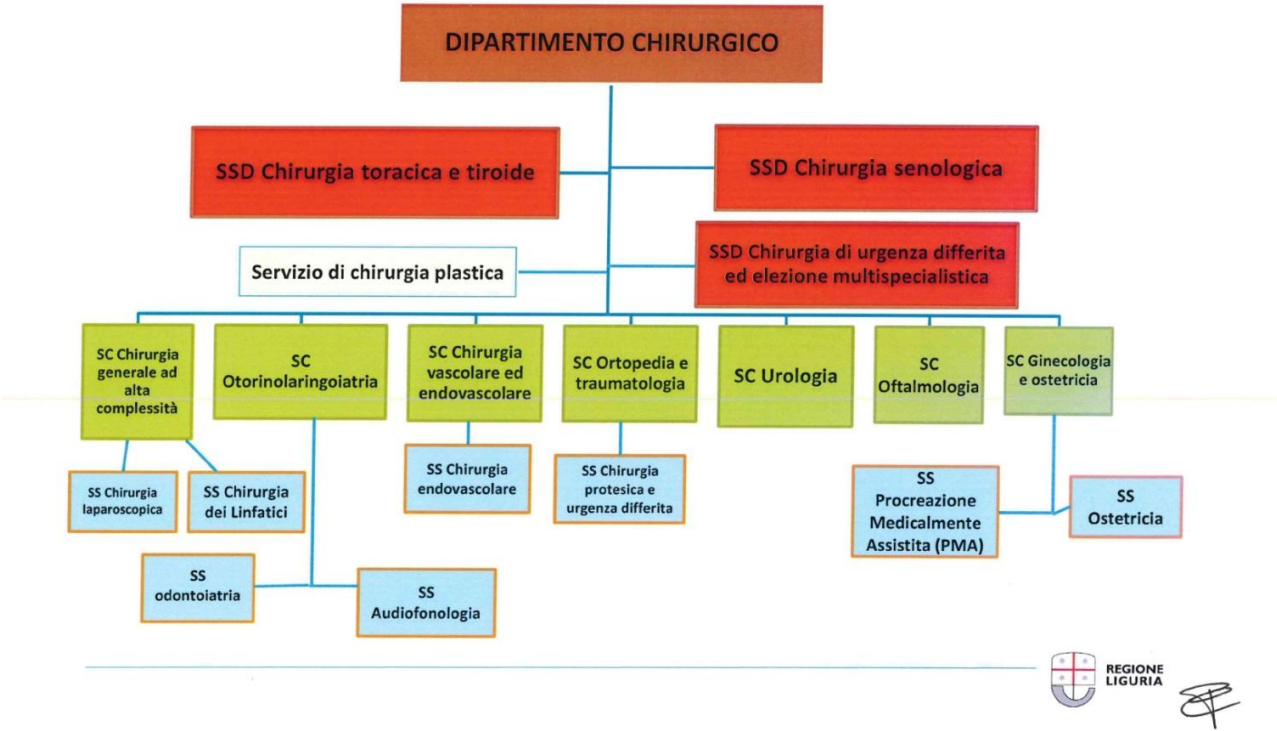 DIPARTIMENTO CHIRURGICO
SSD Chirurgia toracica e tiroide
SSD Chirurgia senologica
Servizio di chirurgia plastica
SSD Chirurgia di urgenza differita
ed elezione multispecialistica
SC Chirurgia
generale ad
alta
complessità
SC
Otorinolaringoiatria
SC Chirurgia
vascolare ed
endovascolare
SC Ortopedia e
traumatologia
SC Urologia
SC
Oftalmologia
SC Ginecologia
e ostetricia
SS Chirurgia
laparoscopica
SS Chirurgia
dei Linfatici
SS Chirurgia
endovascolare
SS Chirurgia
protesica e
urgenza differita
SS
Procreazione
Medicalmente
Assistita (PMA)
SS
Ostetricia
SS
odontoiatria
SS
Audiofonologia
REGIONE
LIGURIA